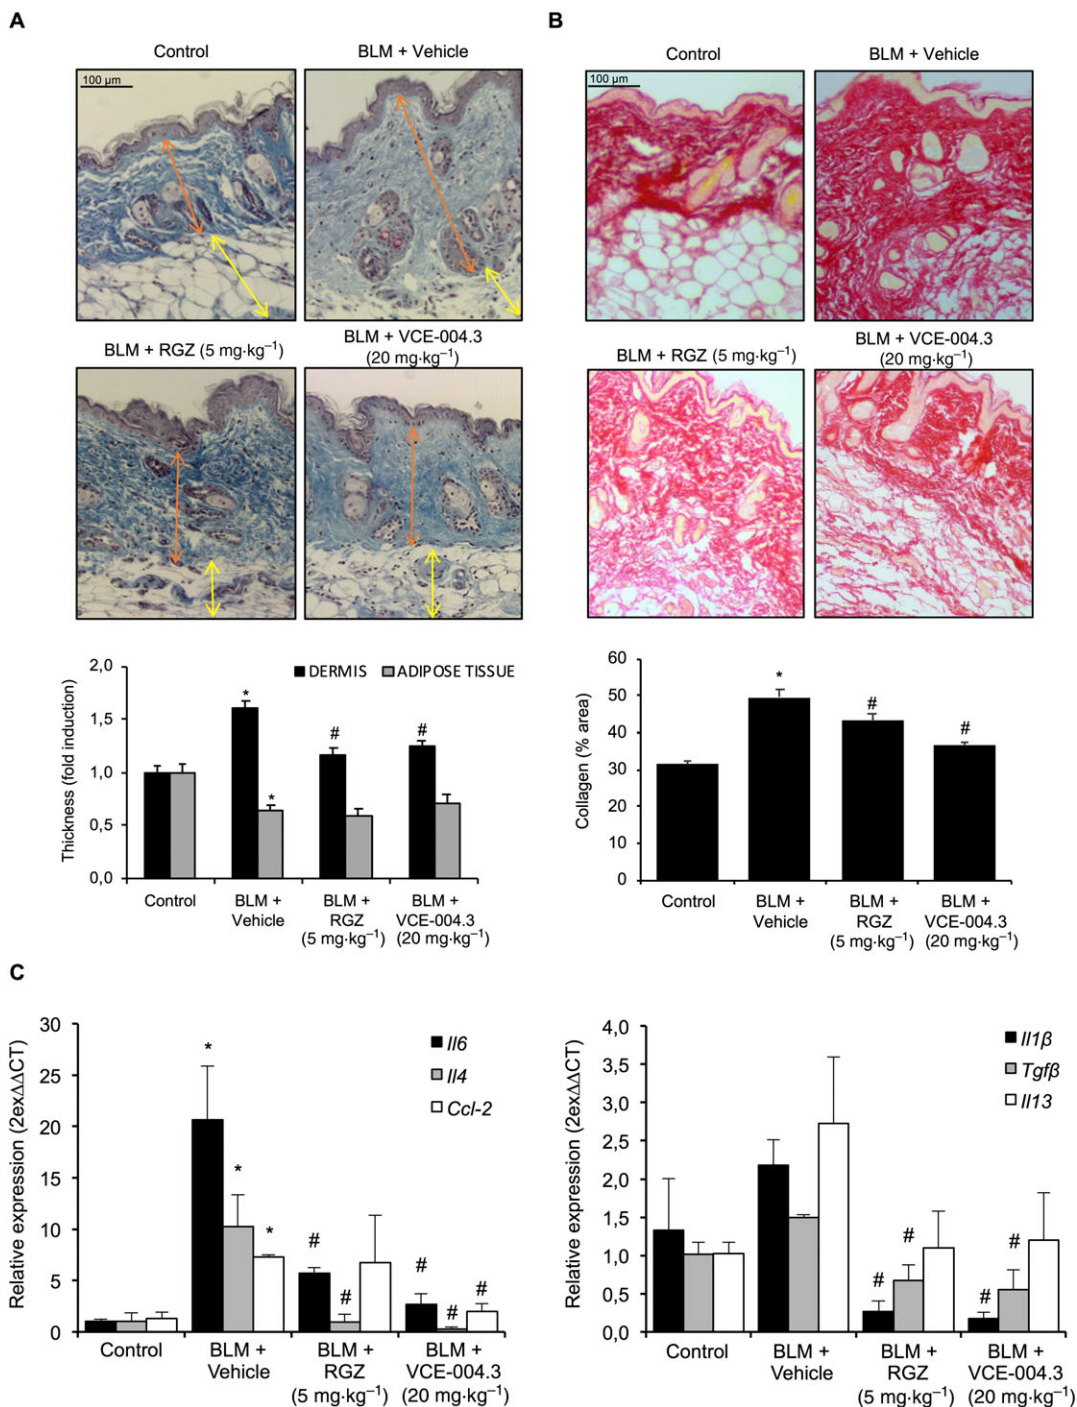 A
B
Control
BLM + Vehicle
100 µm
BLM + RGZ (5 mg·kg⁻¹)
BLM + VCE-004.3
(20 mg·kg⁻¹)
Control
BLM + Vehicle
100 µm
BLM + RGZ (5 mg·kg⁻¹)
BLM + VCE-004.3
(20 mg·kg⁻¹)
Thickness (fold induction)
2,0
1,5
1,0
0,5
0,0
DERMIS
ADIPOSE TISSUE
*
*
#
#
Control
BLM +
Vehicle
BLM +
RGZ
(5 mg·kg⁻¹)
BLM +
VCE-004.3
(20 mg·kg⁻¹)
Collagen (% area)
60
50
40
30
20
10
0
*
#
#
Control
BLM +
Vehicle
BLM +
RGZ
(5 mg·kg⁻¹)
BLM +
VCE-004.3
(20 mg·kg⁻¹)
C
Relative expression (2exΔΔCT)
30
25
20
15
10
5
0
Il6
Il4
Ccl-2
*
*
*
#
#
#
#
#
Control
BLM +
Vehicle
BLM +
RGZ
(5 mg·kg⁻¹)
BLM +
VCE-004.3
(20 mg·kg⁻¹)
Relative expression (2exΔΔCT)
4,0
3,5
3,0
2,5
2,0
1,5
1,0
0,5
0,0
Il1β
Tgfβ
Il13
#
#
#
#
Control
BLM +
Vehicle
BLM +
RGZ
(5 mg·kg⁻¹)
BLM +
VCE-004.3
(20 mg·kg⁻¹)